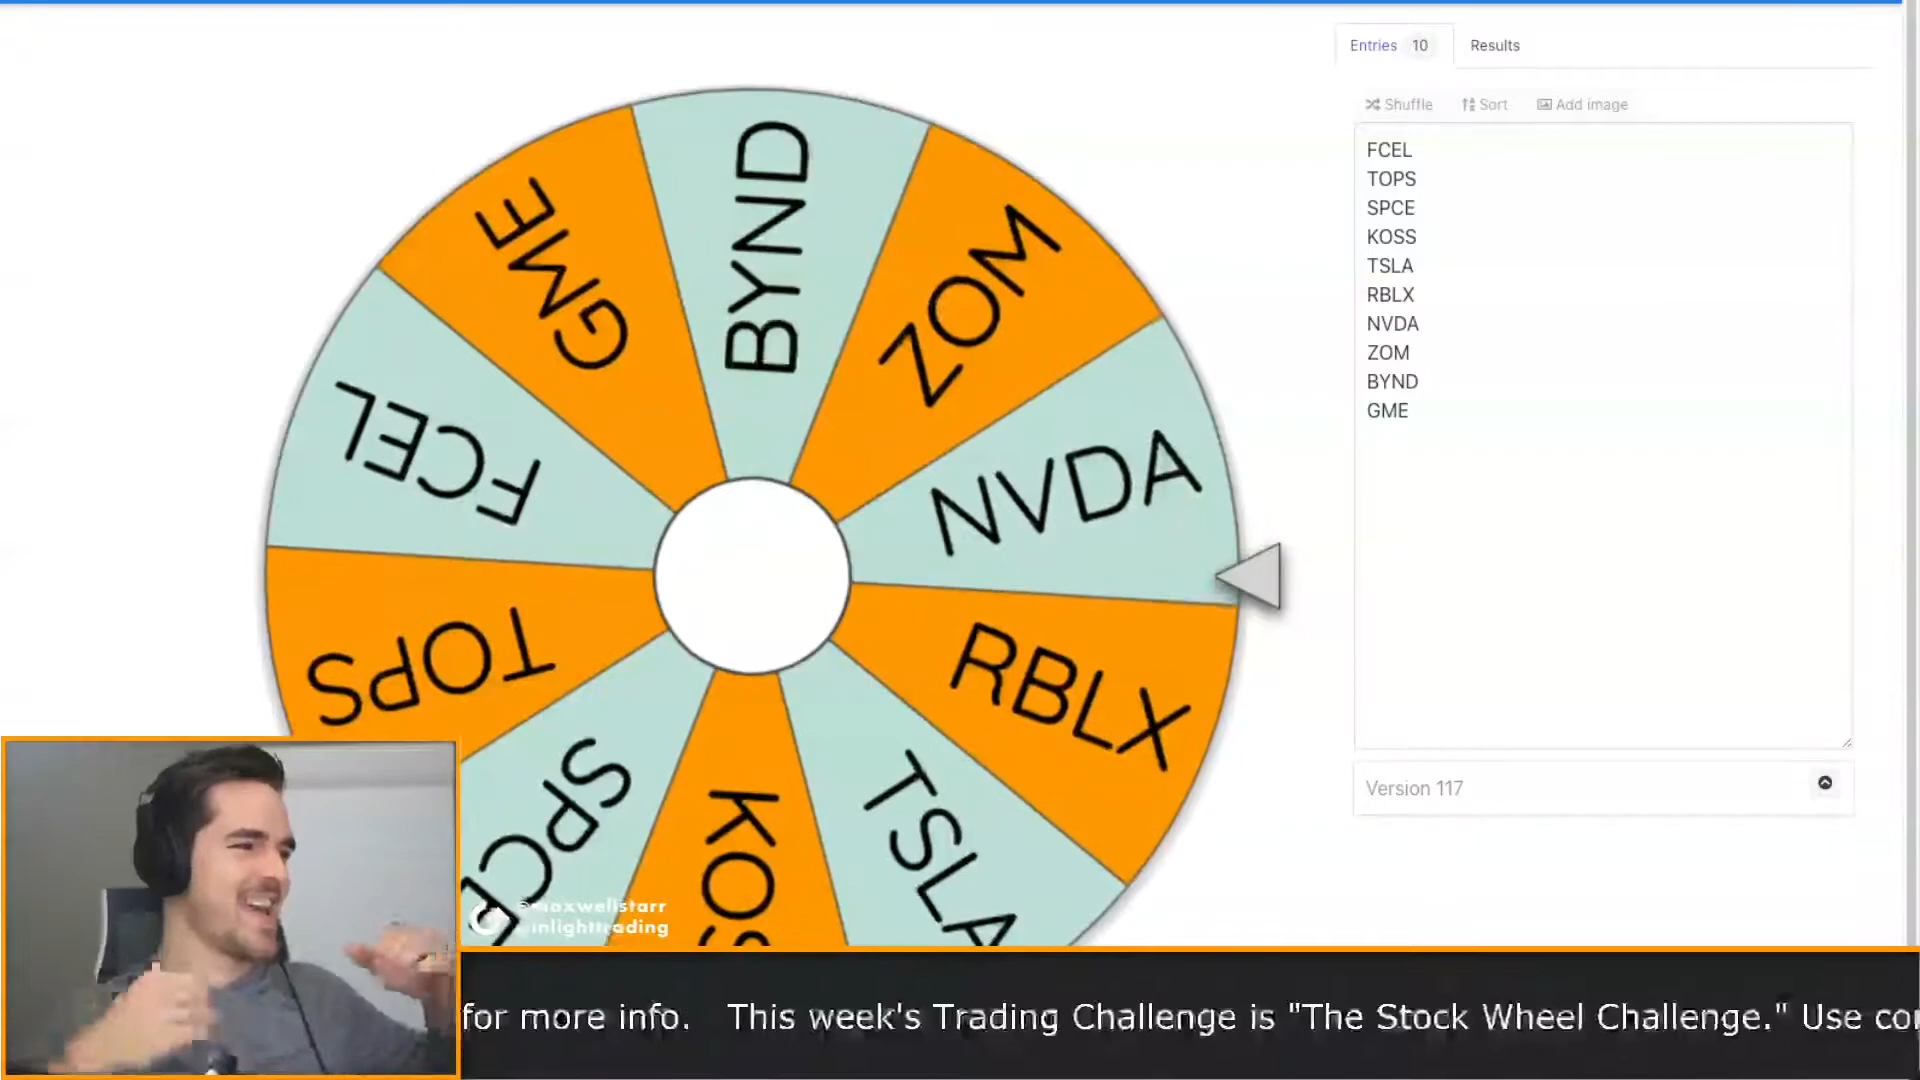 Entries 10 Results
Shuffle Sort Add image
FCEL
TOPS
SPCE
KOSS
TSLA
RBLX
NVDA
ZOM
BYND
GME
Version 117
BYND
ZOM
NVDA
RBLX
TSLA
KOS
SPCE
TOPS
FCEL
GME
@maxwellstarr
@inlighttrading
for more info. This week's Trading Challenge is "The Stock Wheel Challenge." Use co